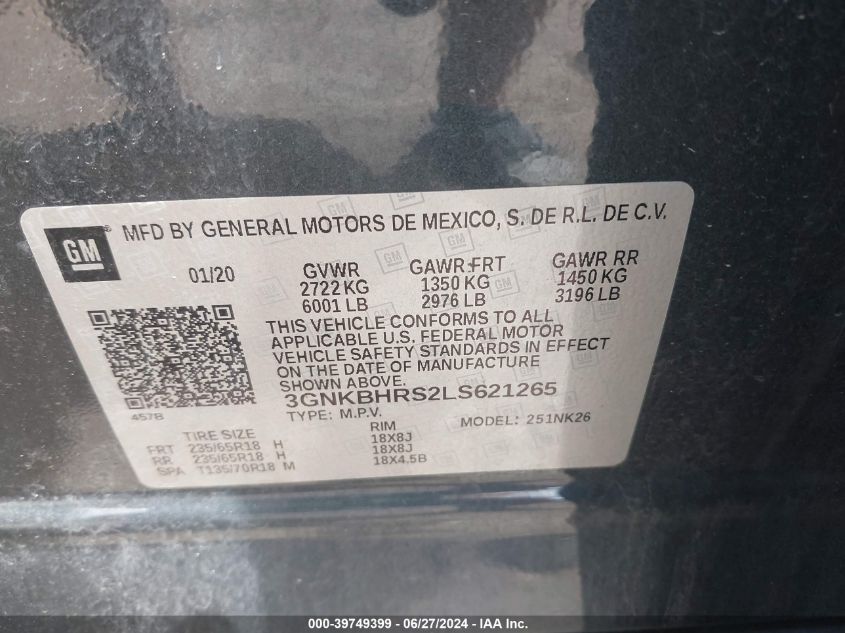 GM
®
MFD BY GENERAL MOTORS DE MEXICO, S. DE R.L. DE C.V.
01/20 GVWR GAWR FRT GAWR RR
2722 KG 1350 KG 1450 KG
6001 LB 2976 LB 3196 LB
THIS VEHICLE CONFORMS TO ALL
APPLICABLE U.S. FEDERAL MOTOR
VEHICLE SAFETY STANDARDS IN EFFECT
ON THE DATE OF MANUFACTURE
SHOWN ABOVE.
3GNKBHRS2LS621265
457B
TYPE: M.P.V. MODEL: 251NK26
TIRE SIZE RIM
FRT 235/65R18 H 18X8J
RR 235/65R18 H 18X8J
SPA T135/70R18 M 18X4.5B
000-39749399 - 06/27/2024 - IAA Inc.